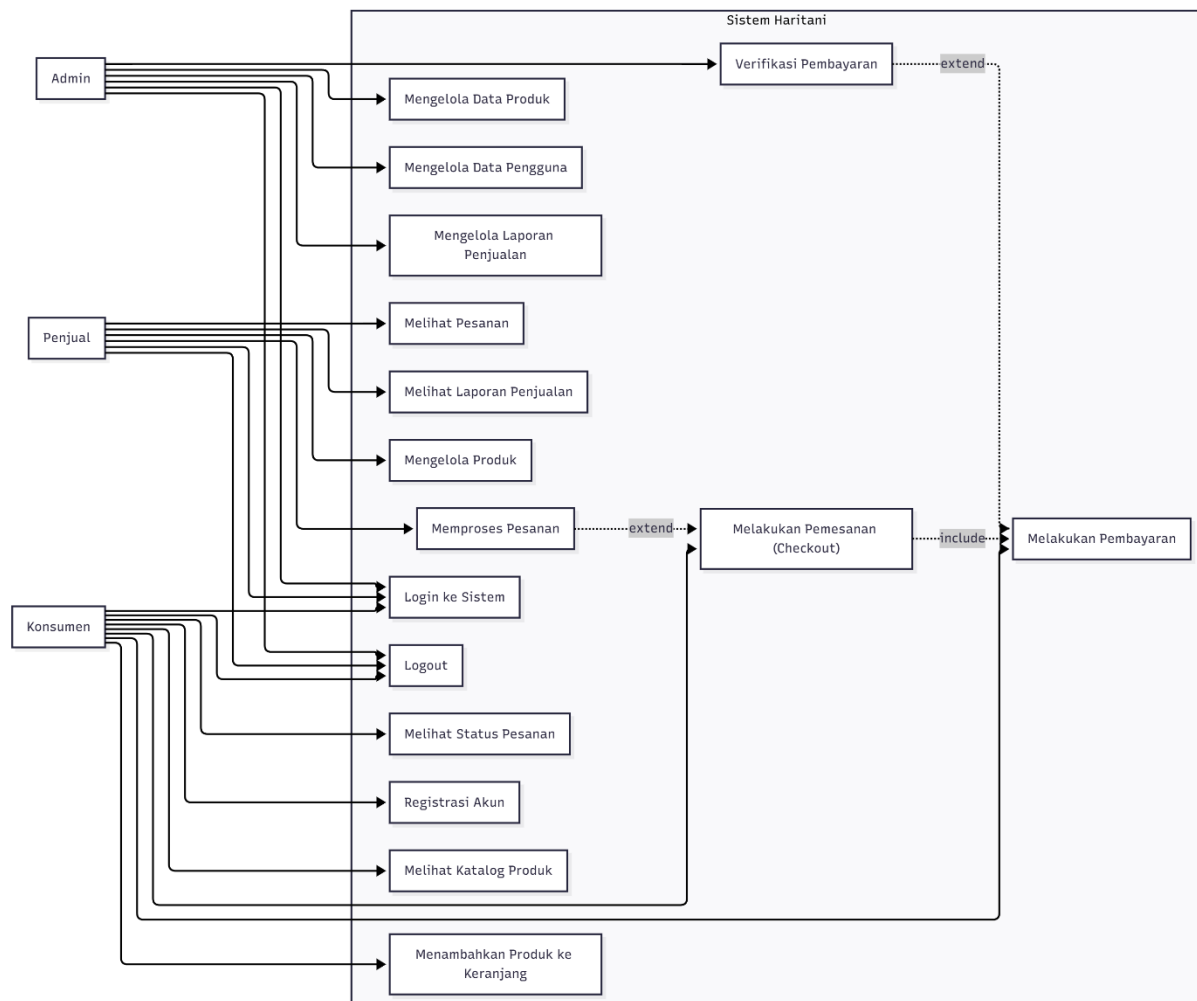 Sistem Haritani
Admin
Verifikasi Pembayaran
extend
Mengelola Data Produk
Mengelola Data Pengguna
Mengelola Laporan
Penjualan
Penjual
Melihat Pesanan
Melihat Laporan Penjualan
Mengelola Produk
Memproses Pesanan
extend
Melakukan Pemesanan
(Checkout)
include
Melakukan Pembayaran
Login ke Sistem
Konsumen
Logout
Melihat Status Pesanan
Registrasi Akun
Melihat Katalog Produk
Menambahkan Produk ke
Keranjang